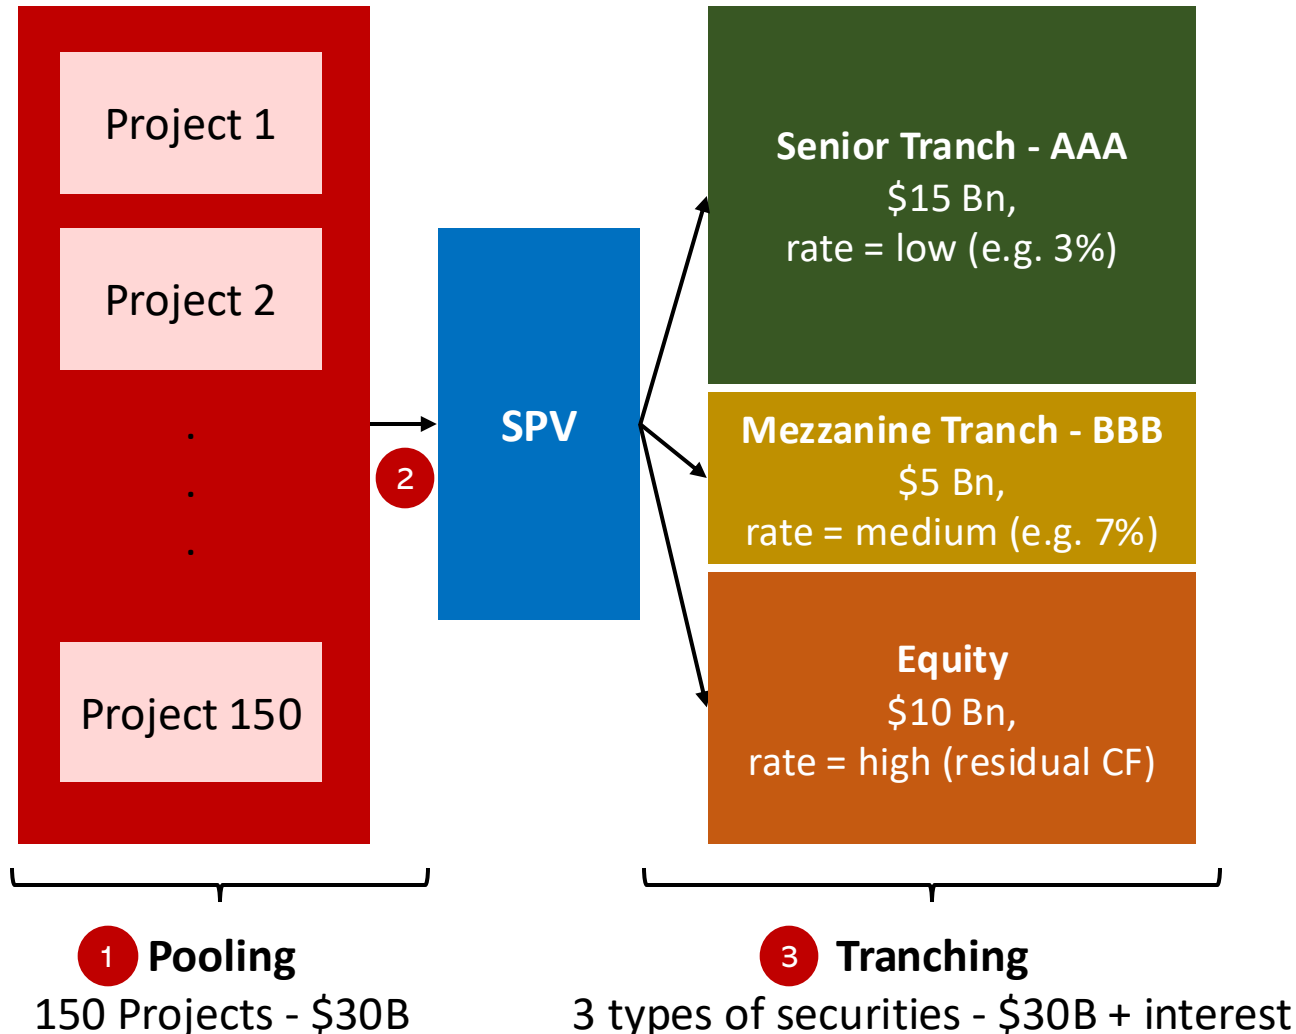 Project 1
Project 2
.
.
.
Project 150
2
SPV
Senior Tranch - AAA
$15 Bn,
rate = low (e.g. 3%)
Mezzanine Tranch - BBB
$5 Bn,
rate = medium (e.g. 7%)
Equity
$10 Bn,
rate = high (residual CF)
1 Pooling
150 Projects - $30B
3 Tranching
3 types of securities - $30B + interest